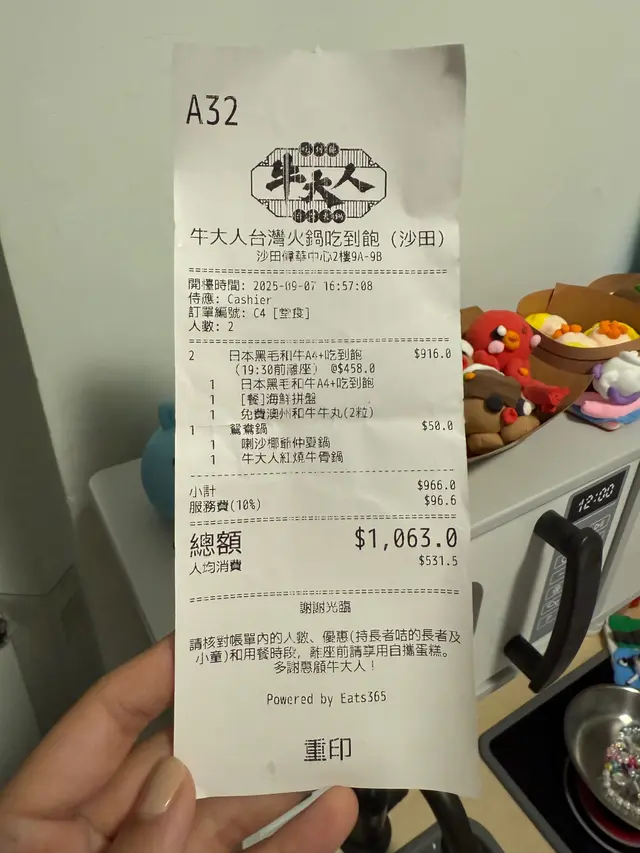 A32
牛大人
牛大人台灣火鍋吃到飽（沙田）
沙田偉華中心2樓9A-9B
開檯時間: 2025-09-07 16:57:08
侍應: Cashier
訂單編號: C4 [堂食]
人數: 2
2 日本黑毛和牛A4+吃到飽 $916.0
(19:30前離座) @$458.0
1 日本黑毛和牛A4+吃到飽
1 [餐]海鮮拼盤
1 免費澳州和牛牛丸(2粒)
1 鴛鴦鍋 $50.0
1 喇沙椰爺仲夏鍋
1 牛大人紅燒牛骨鍋
小計 $966.0
服務費(10%) $96.6
總額 $1,063.0
人均消費 $531.5
謝謝光臨
請核對帳單內的人數、優惠(持長者咭的長者及
小童)和用餐時段，離座前請享用自攜蛋糕。
多謝惠顧牛大人！
Powered by Eats365
重印
12:00